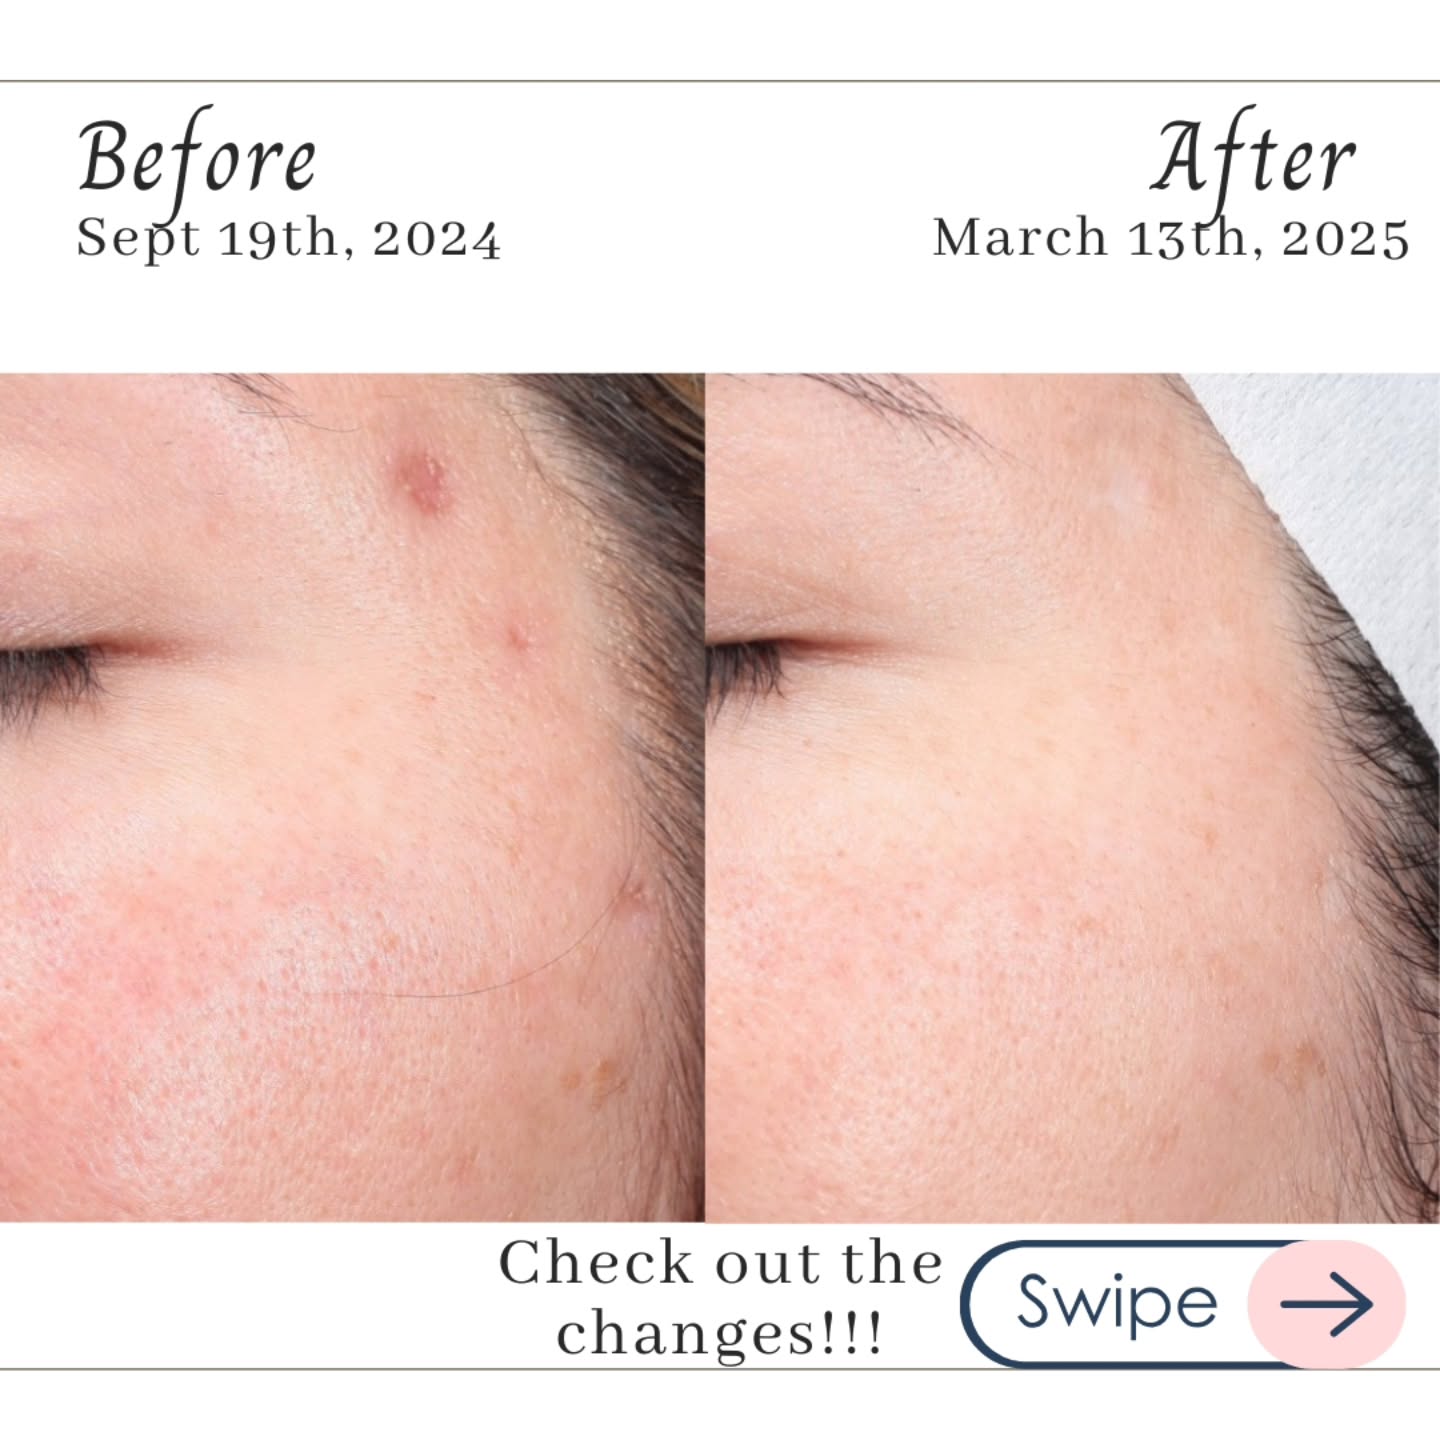 Before
Sept 19th, 2024
After
March 13th, 2025
Check out the
changes!!!
Swipe